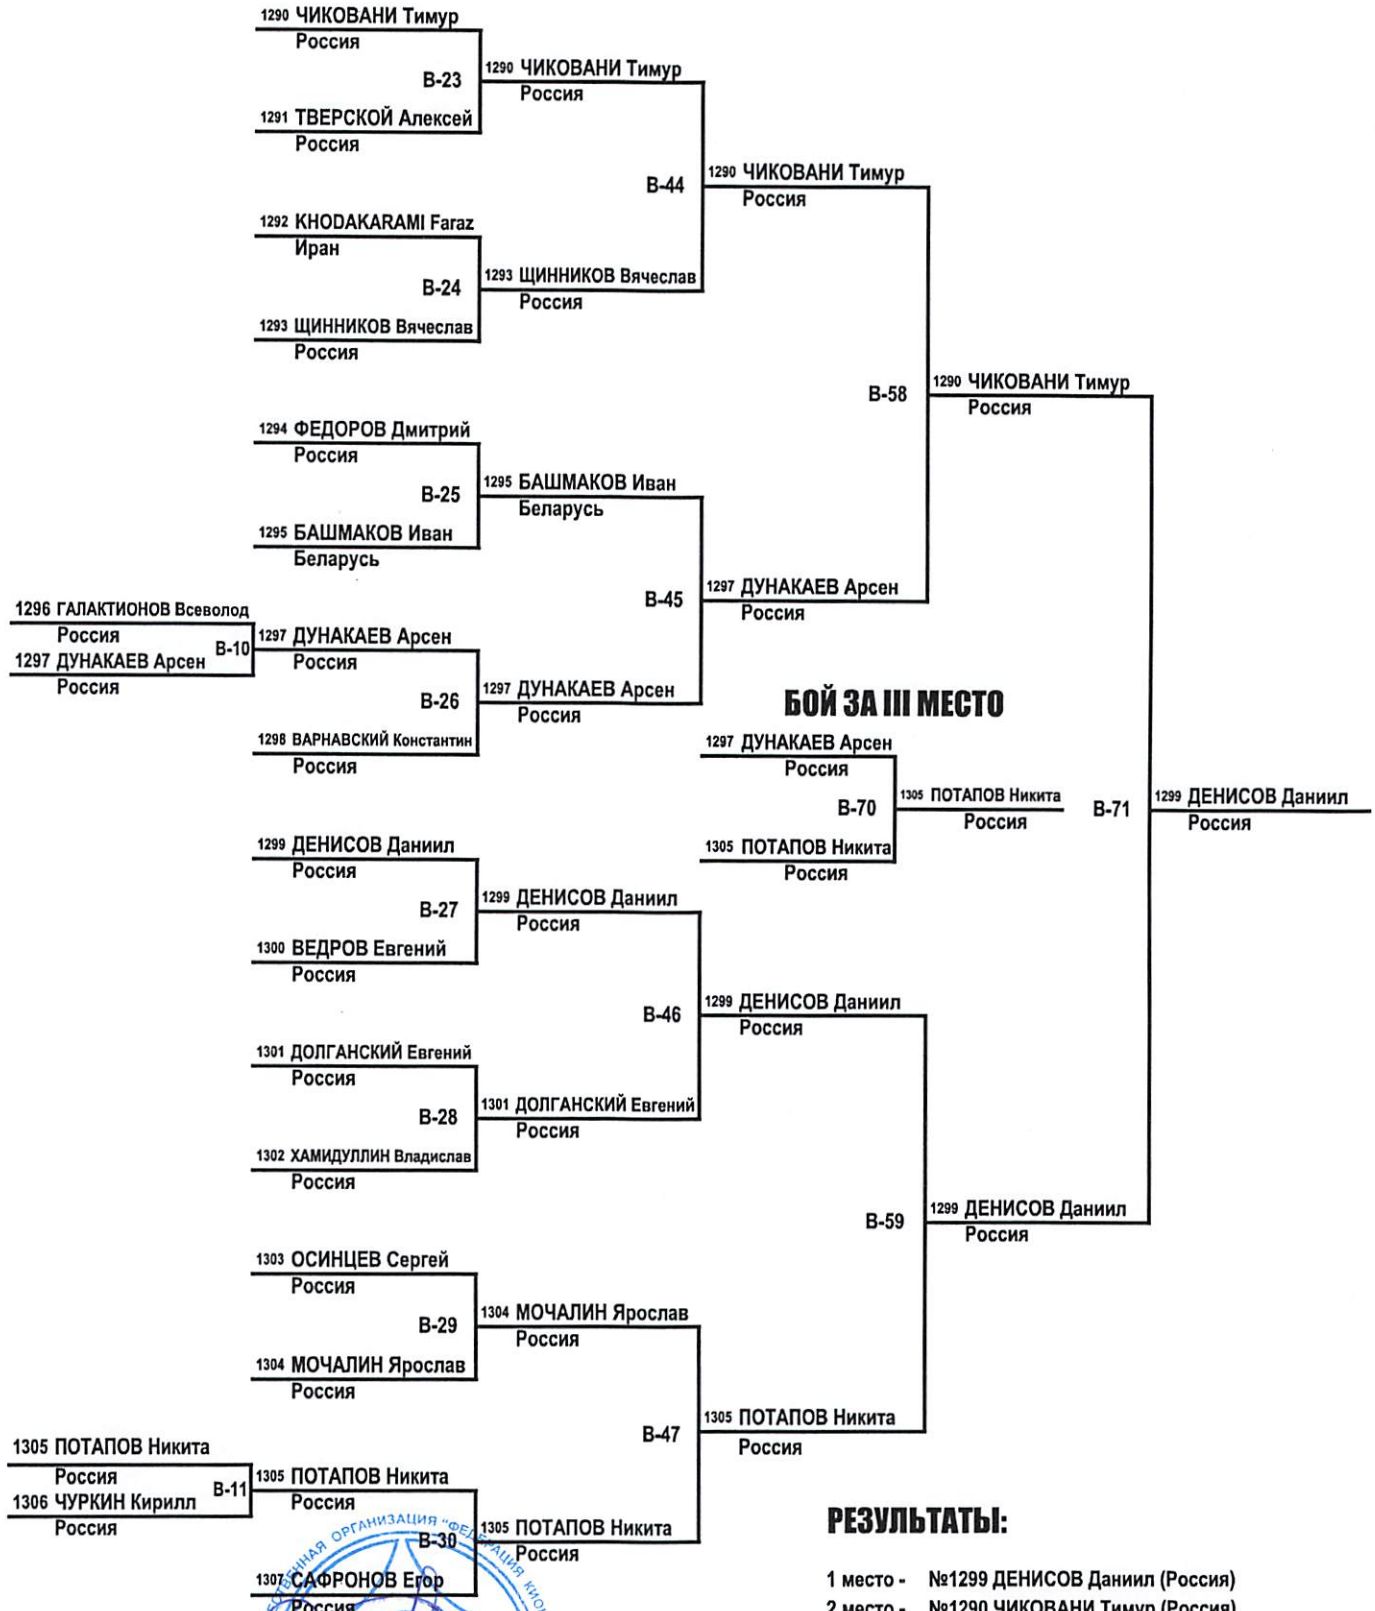 1290 ЧИКОВАНИ Тимур
Россия
В-23
1291 ТВЕРСКОЙ Алексей
Россия
1290 ЧИКОВАНИ Тимур
Россия
1292 KHODAKARAMI Faraz
Иран
В-24
1293 ЩИННИКОВ Вячеслав
Россия
1293 ЩИННИКОВ Вячеслав
Россия
В-44
1290 ЧИКОВАНИ Тимур
Россия
1294 ФЕДОРОВ Дмитрий
Россия
В-25
1295 БАШМАКОВ Иван
Беларусь
1295 БАШМАКОВ Иван
Беларусь
1296 ГАЛАКТИОНОВ Всеволод
Россия
В-10
1297 ДУНАКАЕВ Арсен
Россия
1297 ДУНАКАЕВ Арсен
Россия
В-26
1298 ВАРНАВСКИЙ Константин
Россия
1297 ДУНАКАЕВ Арсен
Россия
В-45
1297 ДУНАКАЕВ Арсен
Россия
В-58
1290 ЧИКОВАНИ Тимур
Россия
БОЙ ЗА III МЕСТО
1297 ДУНАКАЕВ Арсен
Россия
В-70
1305 ПОТАПОВ Никита
Россия
1305 ПОТАПОВ Никита
Россия
В-71
1299 ДЕНИСОВ Даниил
Россия
1299 ДЕНИСОВ Даниил
Россия
В-27
1300 ВЕДРОВ Евгений
Россия
1299 ДЕНИСОВ Даниил
Россия
1301 ДОЛГАНСКИЙ Евгений
Россия
В-28
1302 ХАМИДУЛЛИН Владислав
Россия
1301 ДОЛГАНСКИЙ Евгений
Россия
В-46
1299 ДЕНИСОВ Даниил
Россия
1303 ОСИНЦЕВ Сергей
Россия
В-29
1304 МОЧАЛИН Ярослав
Россия
1304 МОЧАЛИН Ярослав
Россия
1305 ПОТАПОВ Никита
Россия
В-11
1306 ЧУРКИН Кирилл
Россия
1305 ПОТАПОВ Никита
Россия
В-30
1307 САФРОНОВ Егор
Россия
1305 ПОТАПОВ Никита
Россия
В-47
1305 ПОТАПОВ Никита
Россия
В-59
1299 ДЕНИСОВ Даниил
Россия
ОРГАНИЗАЦИЯ "ФЕДЕРАЦИЯ
РЕЗУЛЬТАТЫ:
1 место - №1299 ДЕНИСОВ Даниил (Россия)
2 место - №1290 ЧИКОВАНИ Тимур (Россия)